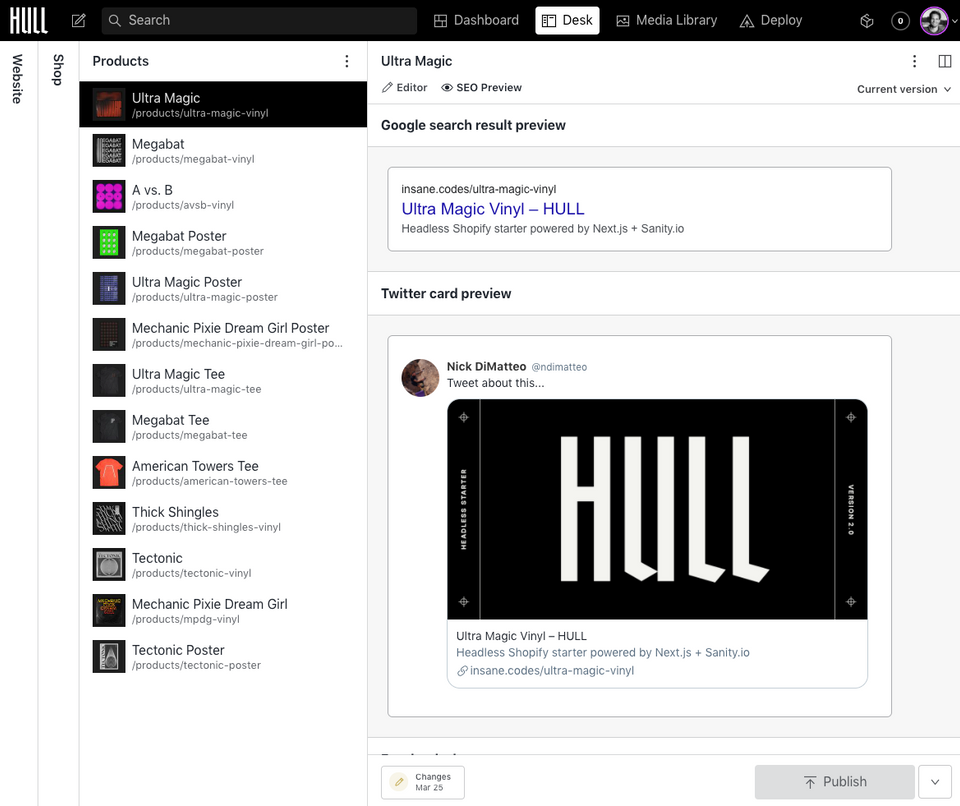 HULL
Search
Dashboard
Desk
Media Library
Deploy
0
Website
Shop
Products
Ultra Magic
/products/ultra-magic-vinyl
Megabat
/products/megabat-vinyl
A vs. B
/products/avsb-vinyl
Megabat Poster
/products/megabat-poster
Ultra Magic Poster
/products/ultra-magic-poster
Mechanic Pixie Dream Girl Poster
/products/mechanic-pixie-dream-girl-po...
Ultra Magic Tee
/products/ultra-magic-tee
Megabat Tee
/products/megabat-tee
American Towers Tee
/products/american-towers-tee
Thick Shingles
/products/thick-shingles-vinyl
Tectonic
/products/tectonic-vinyl
Mechanic Pixie Dream Girl
/products/mpdg-vinyl
Tectonic Poster
/products/tectonic-poster
Ultra Magic
Editor
SEO Preview
Current version
Google search result preview
insane.codes/ultra-magic-vinyl
Ultra Magic Vinyl – HULL
Headless Shopify starter powered by Next.js + Sanity.io
Twitter card preview
Nick DiMatteo @ndimatteo
Tweet about this...
HEADLESS STARTER
HULL
VERSION 2.0
Ultra Magic Vinyl – HULL
Headless Shopify starter powered by Next.js + Sanity.io
insane.codes/ultra-magic-vinyl
Changes
Mar 25
Publish